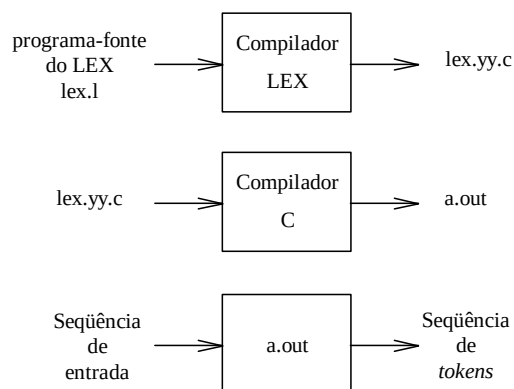 programa-fonte
do LEX
lex.l
Compilador
LEX
lex.yy.c
lex.yy.c
Compilador
C
a.out
Seqüência
de
entrada
a.out
Seqüência
de
tokens